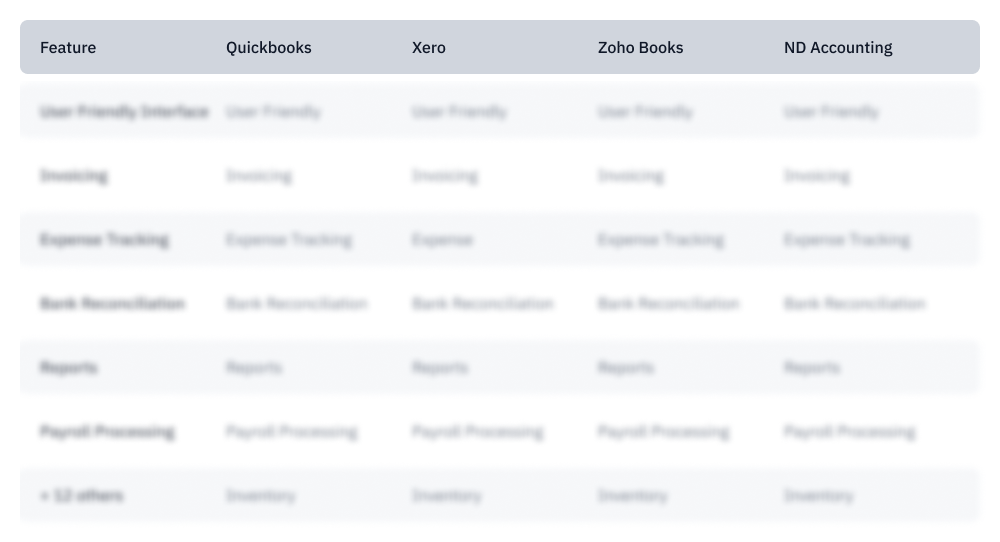 Feature Quickbooks Xero Zoho Books ND Accounting
User Friendly Interface User Friendly User Friendly User Friendly User Friendly
Invoicing Invoicing Invoicing Invoicing Invoicing
Expense Tracking Expense Tracking Expense Expense Tracking Expense Tracking
Bank Reconciliation Bank Reconciliation Bank Reconciliation Bank Reconciliation Bank Reconciliation
Reports Reports Reports Reports Reports
Payroll Processing Payroll Processing Payroll Processing Payroll Processing Payroll Processing
+ 12 others Inventory Inventory Inventory Inventory